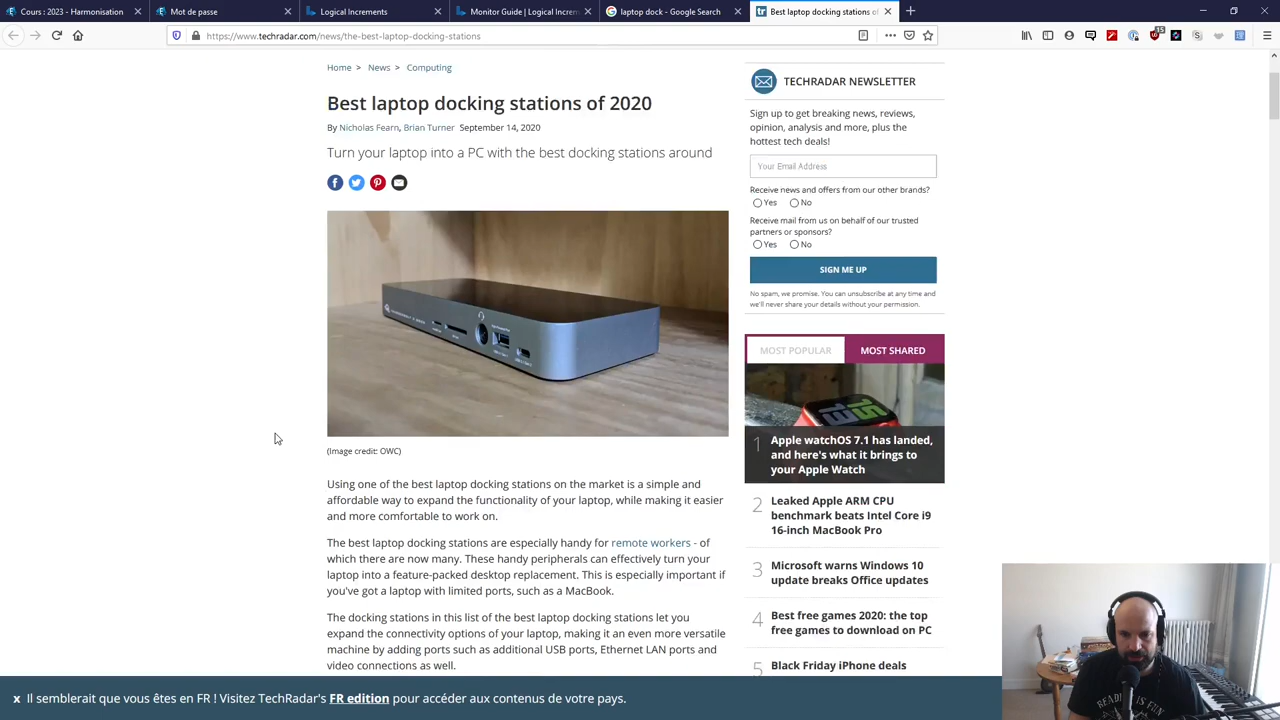 Cours : 2023 - Harmonisation
Mot de passe
Logical Increments
Monitor Guide | Logical Increm
laptop dock - Google Search
Best laptop docking stations of
https://www.techradar.com/news/the-best-laptop-docking-stations
Home > News > Computing
Best laptop docking stations of 2020
By Nicholas Fearn, Brian Turner September 14, 2020
Turn your laptop into a PC with the best docking stations around
(Image credit: OWC)
Using one of the best laptop docking stations on the market is a simple and
affordable way to expand the functionality of your laptop, while making it easier
and more comfortable to work on.
The best laptop docking stations are especially handy for remote workers - of
which there are now many. These handy peripherals can effectively turn your
laptop into a feature-packed desktop replacement. This is especially important if
you've got a laptop with limited ports, such as a MacBook.
The docking stations in this list of the best laptop docking stations let you
expand the connectivity options of your laptop, making it an even more versatile
machine by adding ports such as additional USB ports, Ethernet LAN ports and
video connections as well.
TECHRADAR NEWSLETTER
Sign up to get breaking news, reviews,
opinion, analysis and more, plus the
hottest tech deals!
Your Email Address
Receive news and offers from our other brands?
Yes No
Receive mail from us on behalf of our trusted
partners or sponsors?
Yes No
SIGN ME UP
No spam, we promise. You can unsubscribe at any time and
we'll never share your details without your permission.
MOST POPULAR MOST SHARED
1 Apple watchOS 7.1 has landed,
and here's what it brings to
your Apple Watch
2 Leaked Apple ARM CPU
benchmark beats Intel Core i9
16-inch MacBook Pro
3 Microsoft warns Windows 10
update breaks Office updates
4 Best free games 2020: the top
free games to download on PC
5 Black Friday iPhone deals
x Il semblerait que vous êtes en FR ! Visitez TechRadar's FR edition pour accéder aux contenus de votre pays.